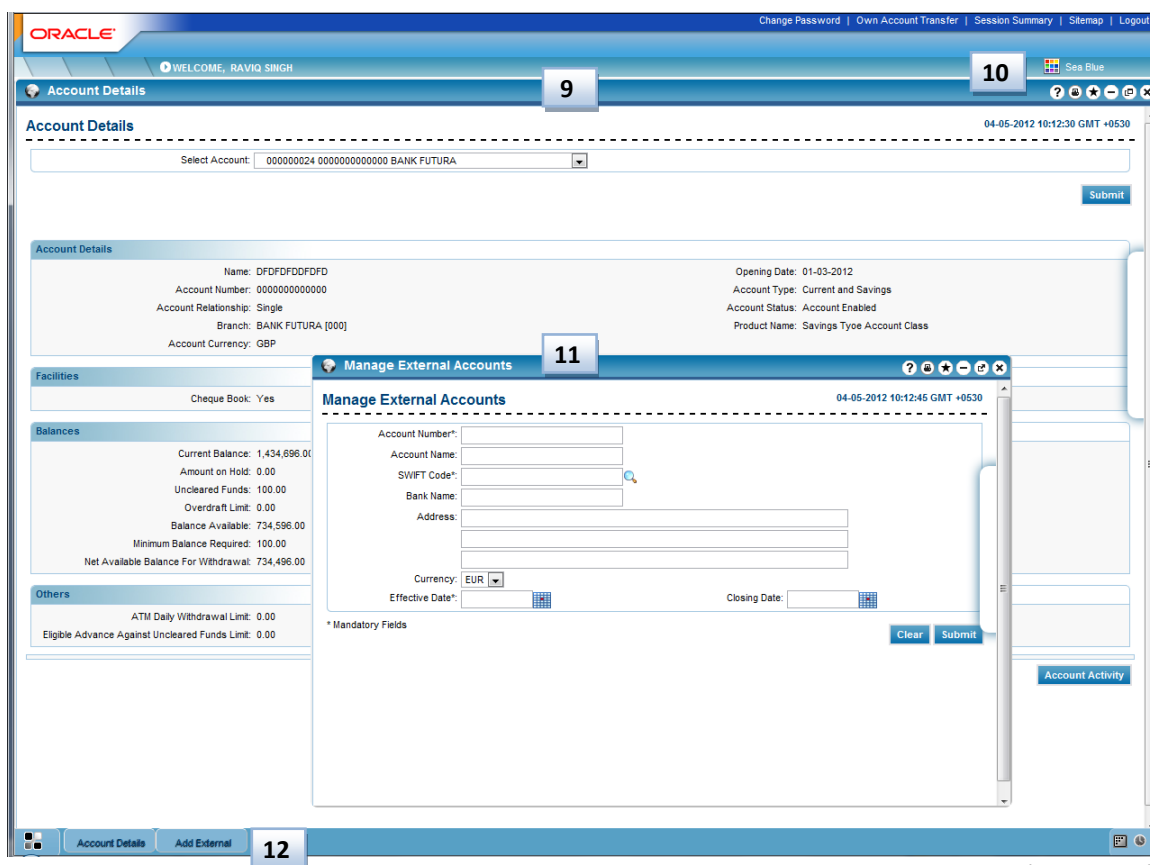 Change Password | Own Account Transfer | Session Summary | Sitemap | Logout
ORACLE'
WELCOME, RAVIQ SINGH
9
10
Sea Blue
Account Details
Account Details
04-05-2012 10:12:30 GMT +0530
Select Account: 000000024 0000000000000 BANK FUTURA
Submit
Account Details
Name: DFDFDFDDFDFD
Opening Date: 01-03-2012
Account Number: 0000000000000
Account Type: Current and Savings
Account Relationship: Single
Account Status: Account Enabled
Branch: BANK FUTURA [000]
Product Name: Savings Tyoe Account Class
Account Currency: GBP
Facilities
Cheque Book: Yes
Balances
Current Balance: 1,434,696.00
Amount on Hold: 0.00
Uncleared Funds: 100.00
Overdraft Limit: 0.00
Balance Available: 734,596.00
Minimum Balance Required: 100.00
Net Available Balance For Withdrawal: 734,496.00
Others
ATM Daily Withdrawal Limit: 0.00
Eligible Advance Against Uncleared Funds Limit: 0.00
Account Activity
11
Manage External Accounts
Manage External Accounts
04-05-2012 10:12:45 GMT +0530
Account Number*:
Account Name:
SWIFT Code*:
Bank Name:
Address:
Currency: EUR
Effective Date*:
Closing Date:
* Mandatory Fields
Clear Submit
Account Details
Add External
12